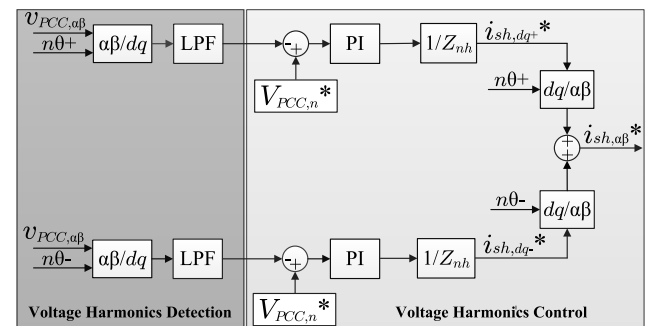 v_PCC,αβ
nθ+
αβ/dq
LPF
-
+
V_PCC,n*
PI
1/Z_nh
i_sh,dq+*
nθ+
dq/αβ
+
+
i_sh,αβ*
nθ-
dq/αβ
v_PCC,αβ
nθ-
αβ/dq
LPF
-
+
V_PCC,n*
PI
1/Z_nh
i_sh,dq-*
Voltage Harmonics Detection
Voltage Harmonics Control